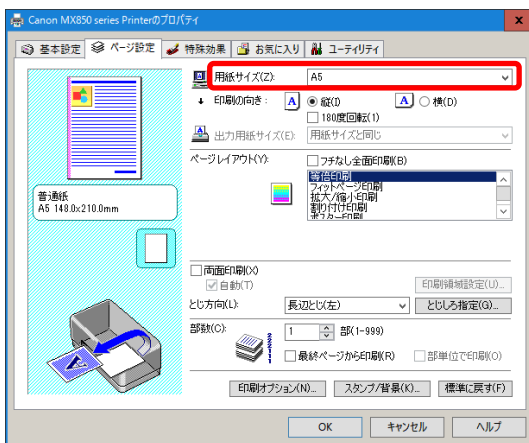 Canon MX850 series Printerのプロパティ
基本設定 ページ設定 特殊効果 お気に入り ユーティリティ
用紙サイズ(Z): A5
印刷の向き: A 縦(I) A 横(D)
180度回転(1)
出力用紙サイズ(E): 用紙サイズと同じ
ページレイアウト(Y): フチなし全面印刷(B)
等倍印刷
フィットページ印刷
拡大/縮小印刷
割り付け印刷
ポスター印刷
普通紙
A5 148.0x210.0mm
両面印刷(X)
自動(T) 印刷領域設定(U)...
とじ方向(L): 長辺とじ(左) とじしろ指定(G)...
部数(C): 1 部(1-999)
最終ページから印刷(R) 部単位で印刷(O)
印刷オプション(N)... スタンプ/背景(K)... 標準に戻す(F)
OK キャンセル ヘルプ